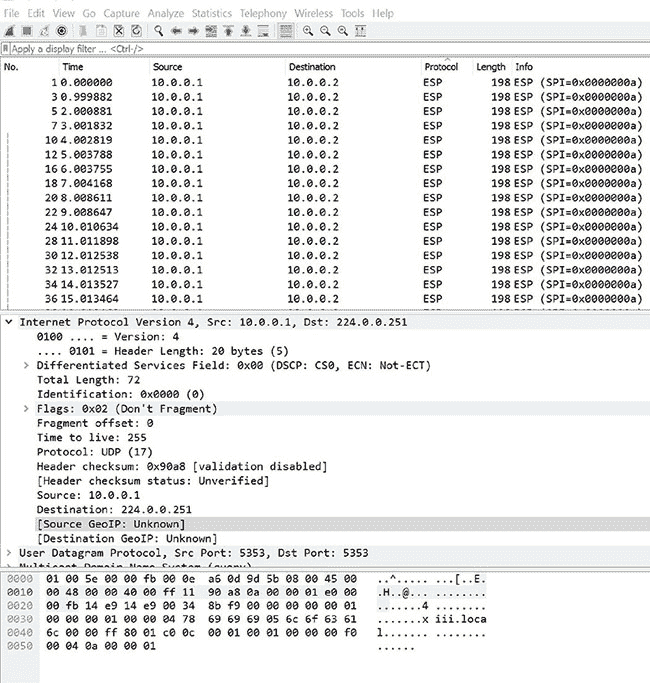 File Edit View Go Capture Analyze Statistics Telephony Wireless Tools Help
Apply a display filter ... <Ctrl-/>
No. Time Source Destination Protocol Length Info
1 0.000000 10.0.0.1 10.0.0.2 ESP 198 ESP (SPI=0x0000000a)
3 0.999882 10.0.0.1 10.0.0.2 ESP 198 ESP (SPI=0x0000000a)
5 2.000881 10.0.0.1 10.0.0.2 ESP 198 ESP (SPI=0x0000000a)
7 3.001832 10.0.0.1 10.0.0.2 ESP 198 ESP (SPI=0x0000000a)
10 4.002819 10.0.0.1 10.0.0.2 ESP 198 ESP (SPI=0x0000000a)
12 5.003788 10.0.0.1 10.0.0.2 ESP 198 ESP (SPI=0x0000000a)
16 6.003755 10.0.0.1 10.0.0.2 ESP 198 ESP (SPI=0x0000000a)
18 7.004168 10.0.0.1 10.0.0.2 ESP 198 ESP (SPI=0x0000000a)
20 8.008611 10.0.0.1 10.0.0.2 ESP 198 ESP (SPI=0x0000000a)
22 9.008647 10.0.0.1 10.0.0.2 ESP 198 ESP (SPI=0x0000000a)
24 10.010634 10.0.0.1 10.0.0.2 ESP 198 ESP (SPI=0x0000000a)
28 11.011898 10.0.0.1 10.0.0.2 ESP 198 ESP (SPI=0x0000000a)
30 12.012538 10.0.0.1 10.0.0.2 ESP 198 ESP (SPI=0x0000000a)
32 13.012513 10.0.0.1 10.0.0.2 ESP 198 ESP (SPI=0x0000000a)
34 14.013527 10.0.0.1 10.0.0.2 ESP 198 ESP (SPI=0x0000000a)
36 15.013464 10.0.0.1 10.0.0.2 ESP 198 ESP (SPI=0x0000000a)
Internet Protocol Version 4, Src: 10.0.0.1, Dst: 224.0.0.251
0100 .... = Version: 4
.... 0101 = Header Length: 20 bytes (5)
Differentiated Services Field: 0x00 (DSCP: CS0, ECN: Not-ECT)
Total Length: 72
Identification: 0x0000 (0)
Flags: 0x02 (Don't Fragment)
Fragment offset: 0
Time to live: 255
Protocol: UDP (17)
Header checksum: 0x90a8 [validation disabled]
[Header checksum status: Unverified]
Source: 10.0.0.1
Destination: 224.0.0.251
[Source GeoIP: Unknown]
[Destination GeoIP: Unknown]
User Datagram Protocol, Src Port: 5353, Dst Port: 5353
Multicast Domain Name System (query)
0000 01 00 5e 00 00 fb 00 0e a6 0d 9d 5b 08 00 45 00 ..^..... ...[..E.
0010 00 48 00 00 40 00 ff 11 90 a8 0a 00 00 01 e0 00 .H..@... ........
0020 00 fb 14 e9 14 e9 00 34 8b f9 00 00 00 00 00 01 .......4 ........
0030 00 00 00 01 00 00 04 78 69 69 69 05 6c 6f 63 61 .......x iii.loca
0040 6c 00 00 ff 80 01 c0 0c 00 01 00 01 00 00 00 f0 l....... ........
0050 00 04 0a 00 00 01 ......